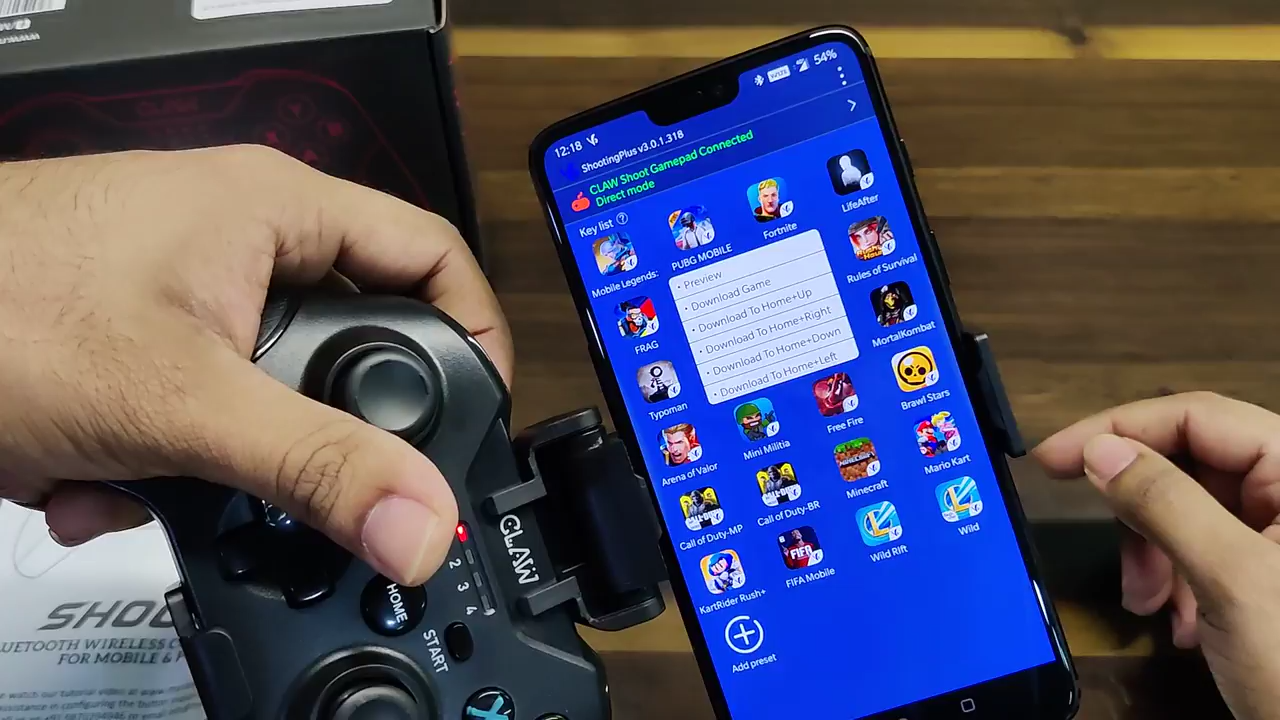 12:18
54%
ShootingPlus v3.0.1.318
CLAW Shoot Gamepad Connected
Direct mode
Key list ?
Mobile Legends:
PUBG MOBILE
Fortnite
LifeAfter
• Preview
• Download Game
• Download To Home+Up
• Download To Home+Right
• Download To Home+Down
• Download To Home+Left
FRAG
Rules of Survival
Typoman
MortalKombat
Arena of Valor
Mini Militia
Free Fire
Brawl Stars
Call of Duty-MP
Call of Duty-BR
Minecraft
Mario Kart
KartRider Rush+
FIFA Mobile
Wild Rift
Wild
Add preset
CLAW
2
3
4
HOME
START
Y
SHOO
UETOOTH WIRELESS C
FOR MOBILE & P